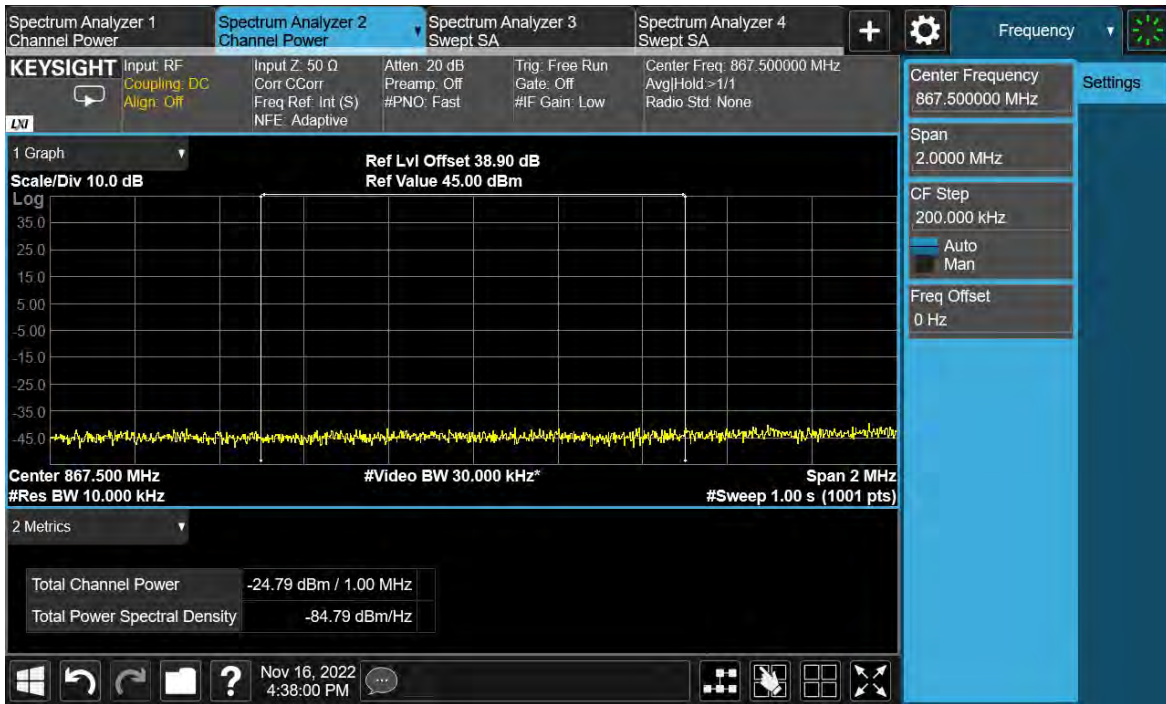 Spectrum Analyzer 1
Channel Power
Spectrum Analyzer 2
Channel Power
Spectrum Analyzer 3
Swept SA
Spectrum Analyzer 4
Swept SA
+
Frequency
KEYSIGHT
LXI
Input: RF
Coupling: DC
Align: Off
Input Z: 50 Ω
Corr CCorr
Freq Ref: Int (S)
NFE: Adaptive
Atten: 20 dB
Preamp: Off
#PNO: Fast
Trig: Free Run
Gate: Off
#IF Gain: Low
Center Freq: 867.500000 MHz
Avg|Hold >1/1
Radio Std: None
Center Frequency
867.500000 MHz
Settings
Span
2.0000 MHz
CF Step
200.000 kHz
Auto
Man
Freq Offset
0 Hz
1 Graph
Scale/Div 10.0 dB
Ref Lvl Offset 38.90 dB
Ref Value 45.00 dBm
Log
35.0
25.0
15.0
5.00
-5.00
-15.0
-25.0
-35.0
-45.0
Center 867.500 MHz
#Video BW 30.000 kHz*
Span 2 MHz
#Res BW 10.000 kHz
#Sweep 1.00 s (1001 pts)
2 Metrics
Total Channel Power -24.79 dBm / 1.00 MHz
Total Power Spectral Density -84.79 dBm/Hz
?
Nov 16, 2022
4:38:00 PM